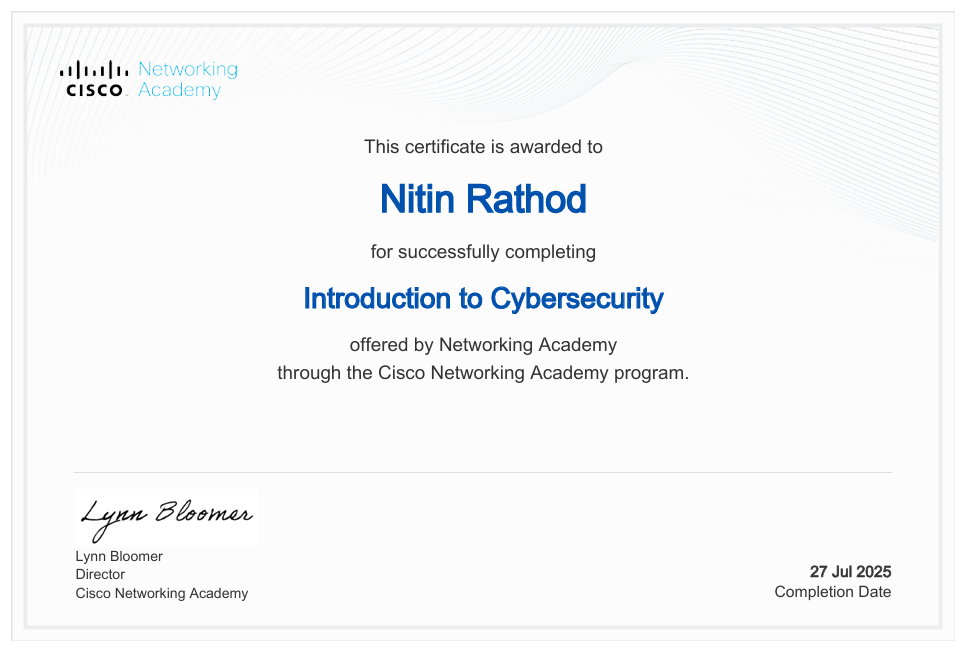 Networking
CISCO Academy
This certificate is awarded to
Nitin Rathod
for successfully completing
Introduction to Cybersecurity
offered by Networking Academy
through the Cisco Networking Academy program.
Lynn Bloomer
Lynn Bloomer
Director
Cisco Networking Academy
27 Jul 2025
Completion Date